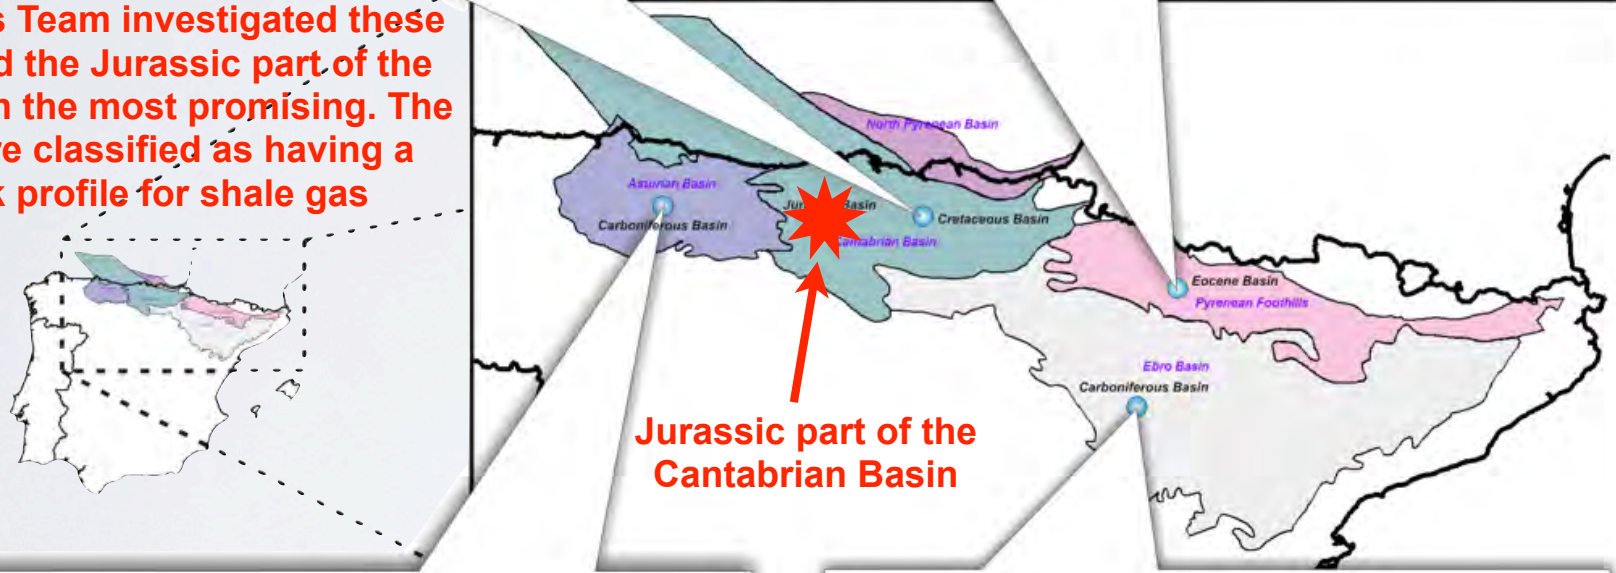 s Team investigated these
d the Jurassic part of the
n the most promising. The
re classified as having a
k profile for shale gas
North Pyrenean Basin
Asturian Basin
Carboniferous Basin
Basin
Cantabrian Basin
Cretaceous Basin
Eocene Basin
Pyrenean Foothills
Ebro Basin
Carboniferous Basin
Jurassic part of the
Cantabrian Basin